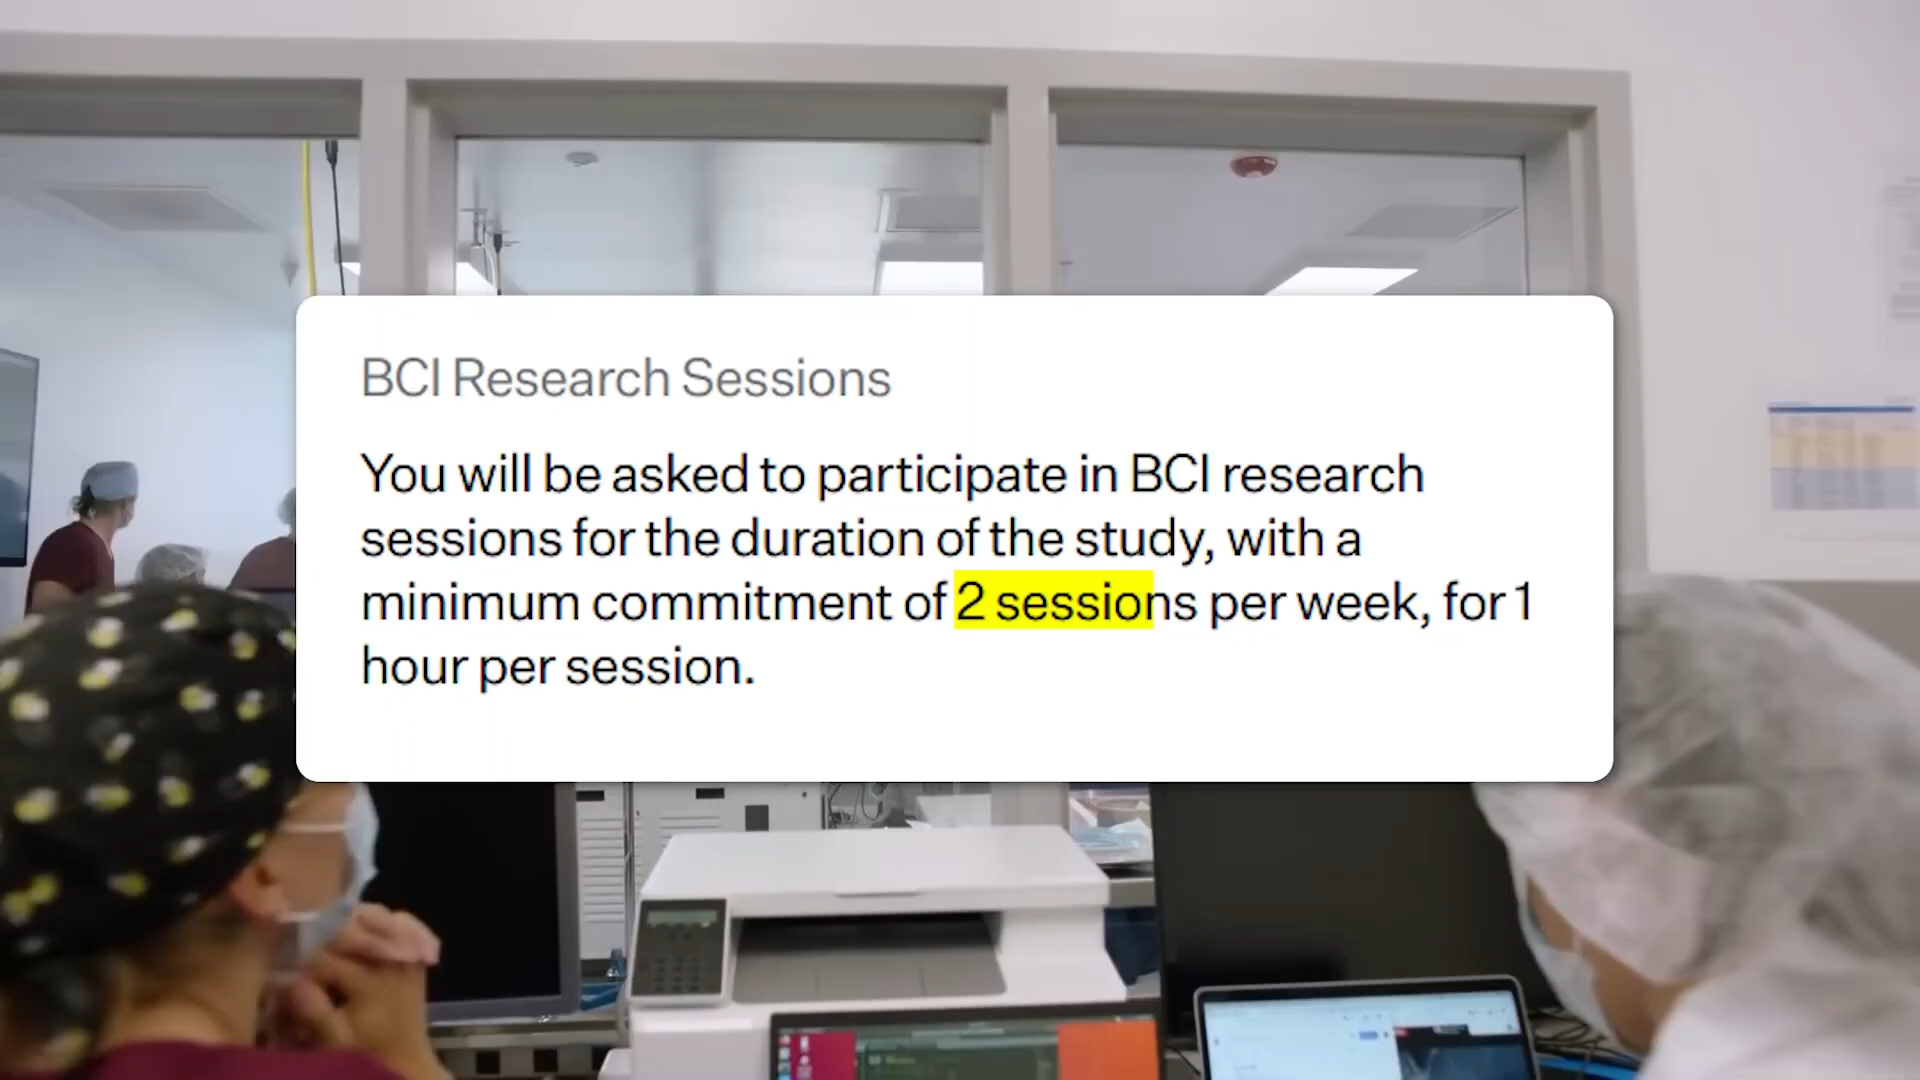 BCI Research Sessions
You will be asked to participate in BCI research
sessions for the duration of the study, with a
minimum commitment of 2 sessions per week, for 1
hour per session.